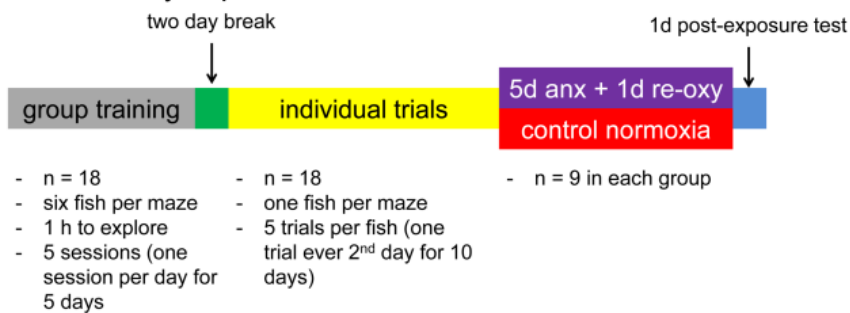 two day break
1d post-exposure test
group training
individual trials
5d anx + 1d re-oxy
control normoxia
- n = 18
- six fish per maze
- 1 h to explore
- 5 sessions (one
session per day for
5 days
- n = 18
- one fish per maze
- 5 trials per fish (one
trial ever 2nd day for 10
days)
- n = 9 in each group